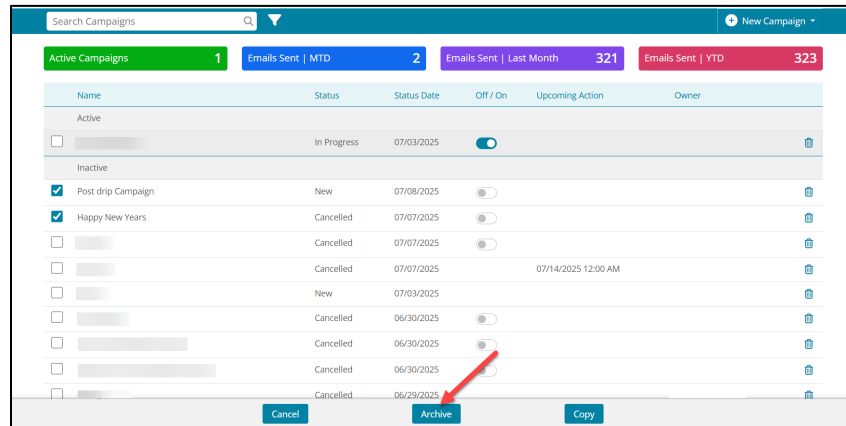 Search Campaigns
New Campaign
Active Campaigns 1
Emails Sent | MTD 2
Emails Sent | Last Month 321
Emails Sent | YTD 323
Name Status Status Date Off / On Upcoming Action Owner
Active
In Progress 07/03/2025
Inactive
Post drip Campaign New 07/08/2025
Happy New Years Cancelled 07/07/2025
Cancelled 07/07/2025
Cancelled 07/07/2025 07/14/2025 12:00 AM
New 07/03/2025
Cancelled 06/30/2025
Cancelled 06/30/2025
Cancelled 06/30/2025
Cancelled 06/29/2025
Cancel Archive Copy